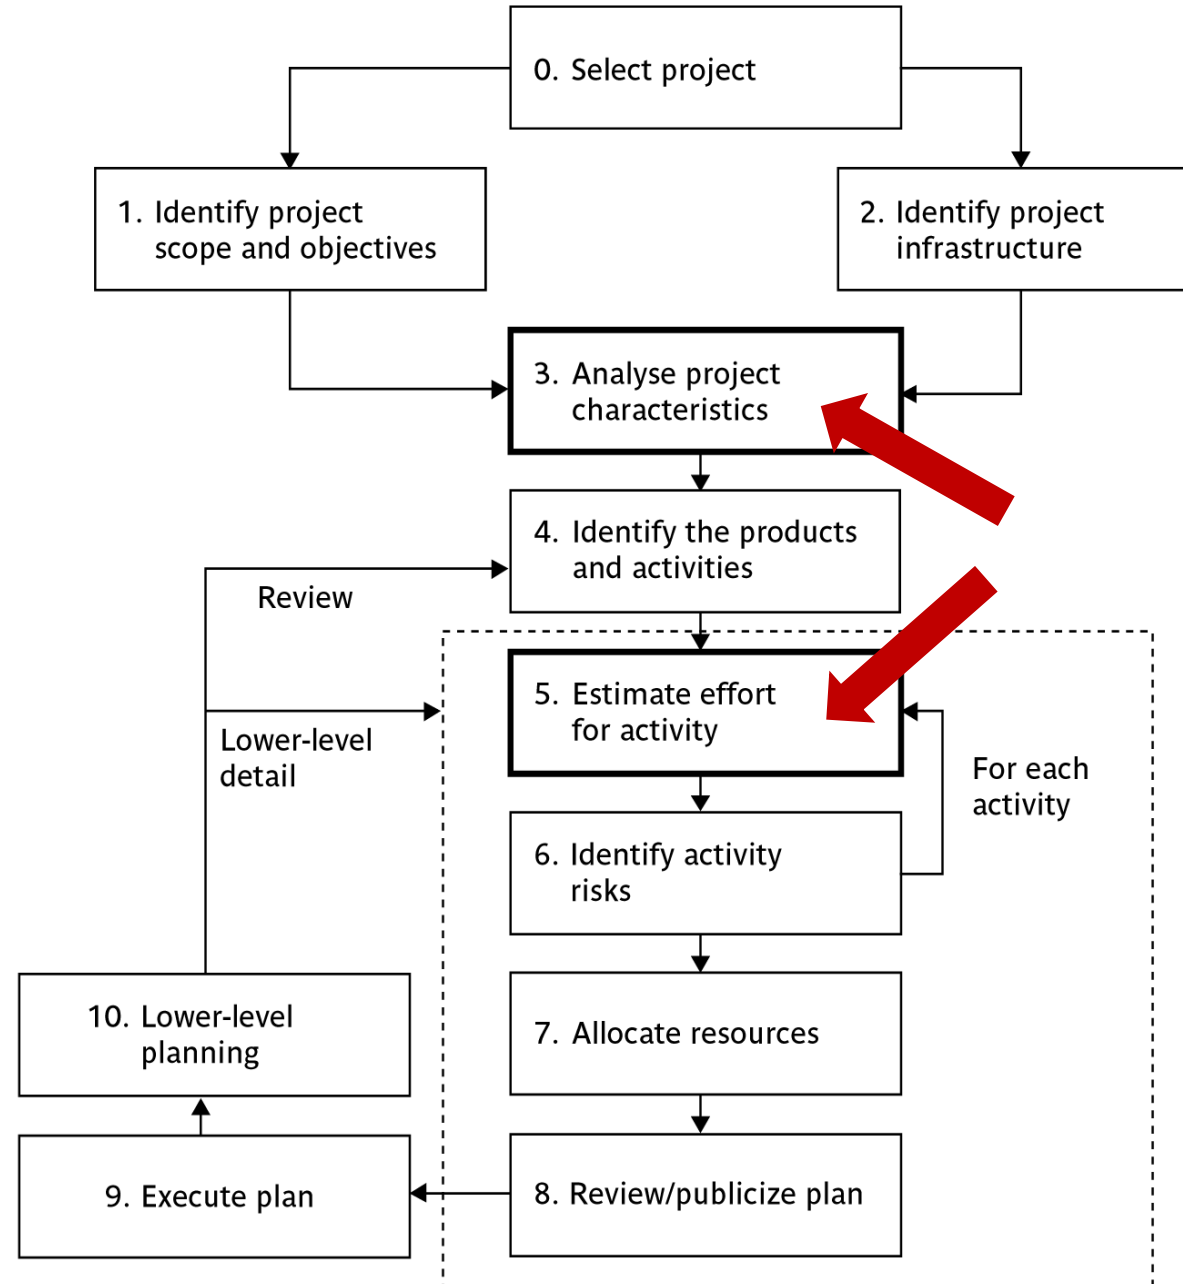 0. Select project
1. Identify project
scope and objectives
2. Identify project
infrastructure
3. Analyse project
characteristics
4. Identify the products
and activities
Review
5. Estimate effort
for activity
Lower-level
detail
For each
activity
6. Identify activity
risks
7. Allocate resources
10. Lower-level
planning
8. Review/publicize plan
9. Execute plan